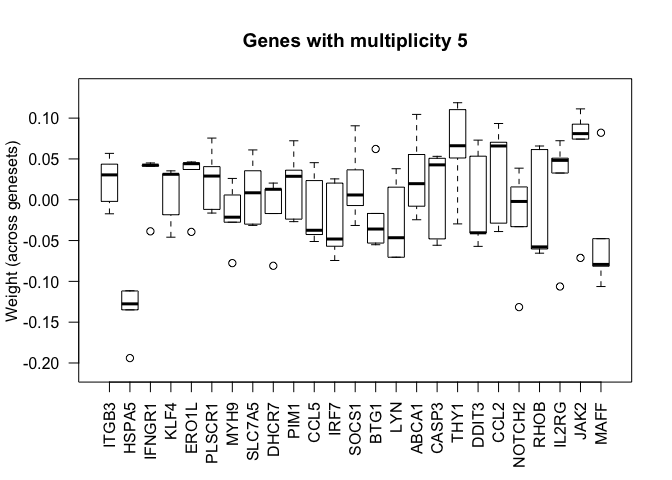 Genes with multiplicity 5
Weight (across genesets)
0.10
0.05
0.00
-0.05
-0.10
-0.15
-0.20
ITGB3
HSPA5
IFNGR1
KLF4
ERO1L
PLSCR1
MYH9
SLC7A5
DHCR7
PIM1
CCL5
IRF7
SOCS1
BTG1
LYN
ABCA1
CASP3
THY1
DDIT3
CCL2
NOTCH2
RHOB
IL2RG
JAK2
MAFF